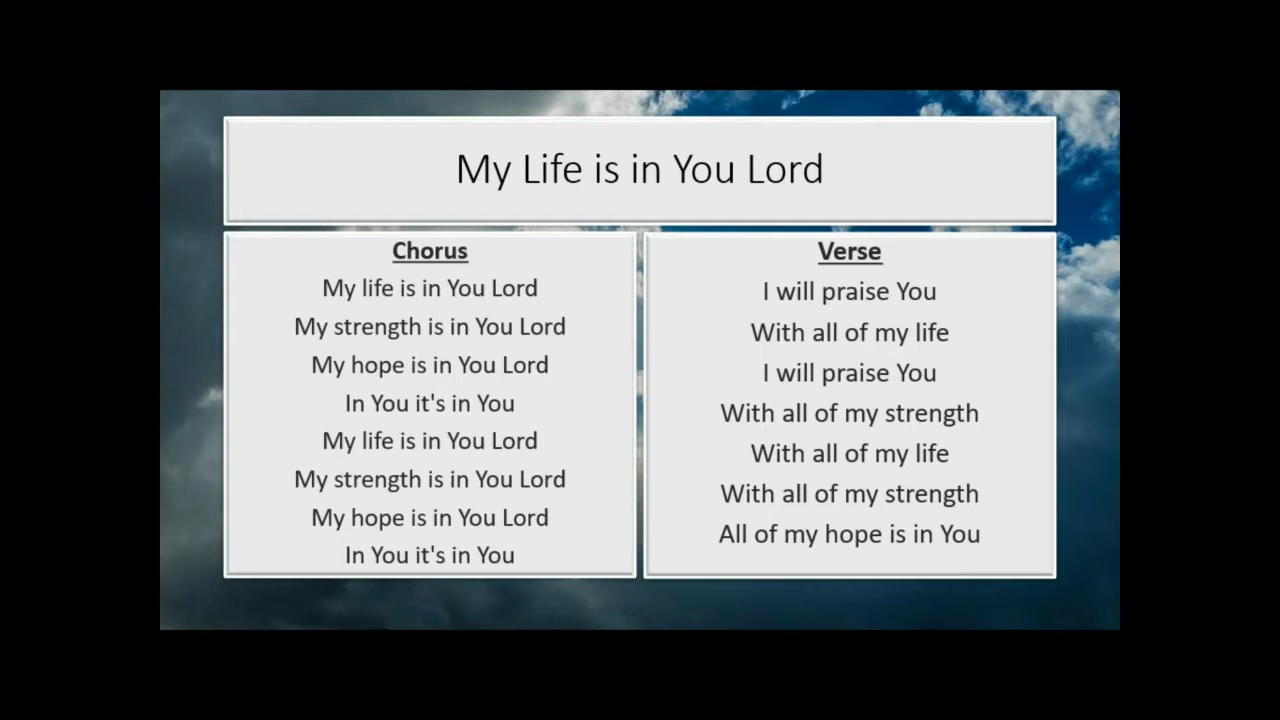 My Life is in You Lord
Chorus
My life is in You Lord
My strength is in You Lord
My hope is in You Lord
In You it's in You
My life is in You Lord
My strength is in You Lord
My hope is in You Lord
In You it's in You
Verse
I will praise You
With all of my life
I will praise You
With all of my strength
With all of my life
With all of my strength
All of my hope is in You